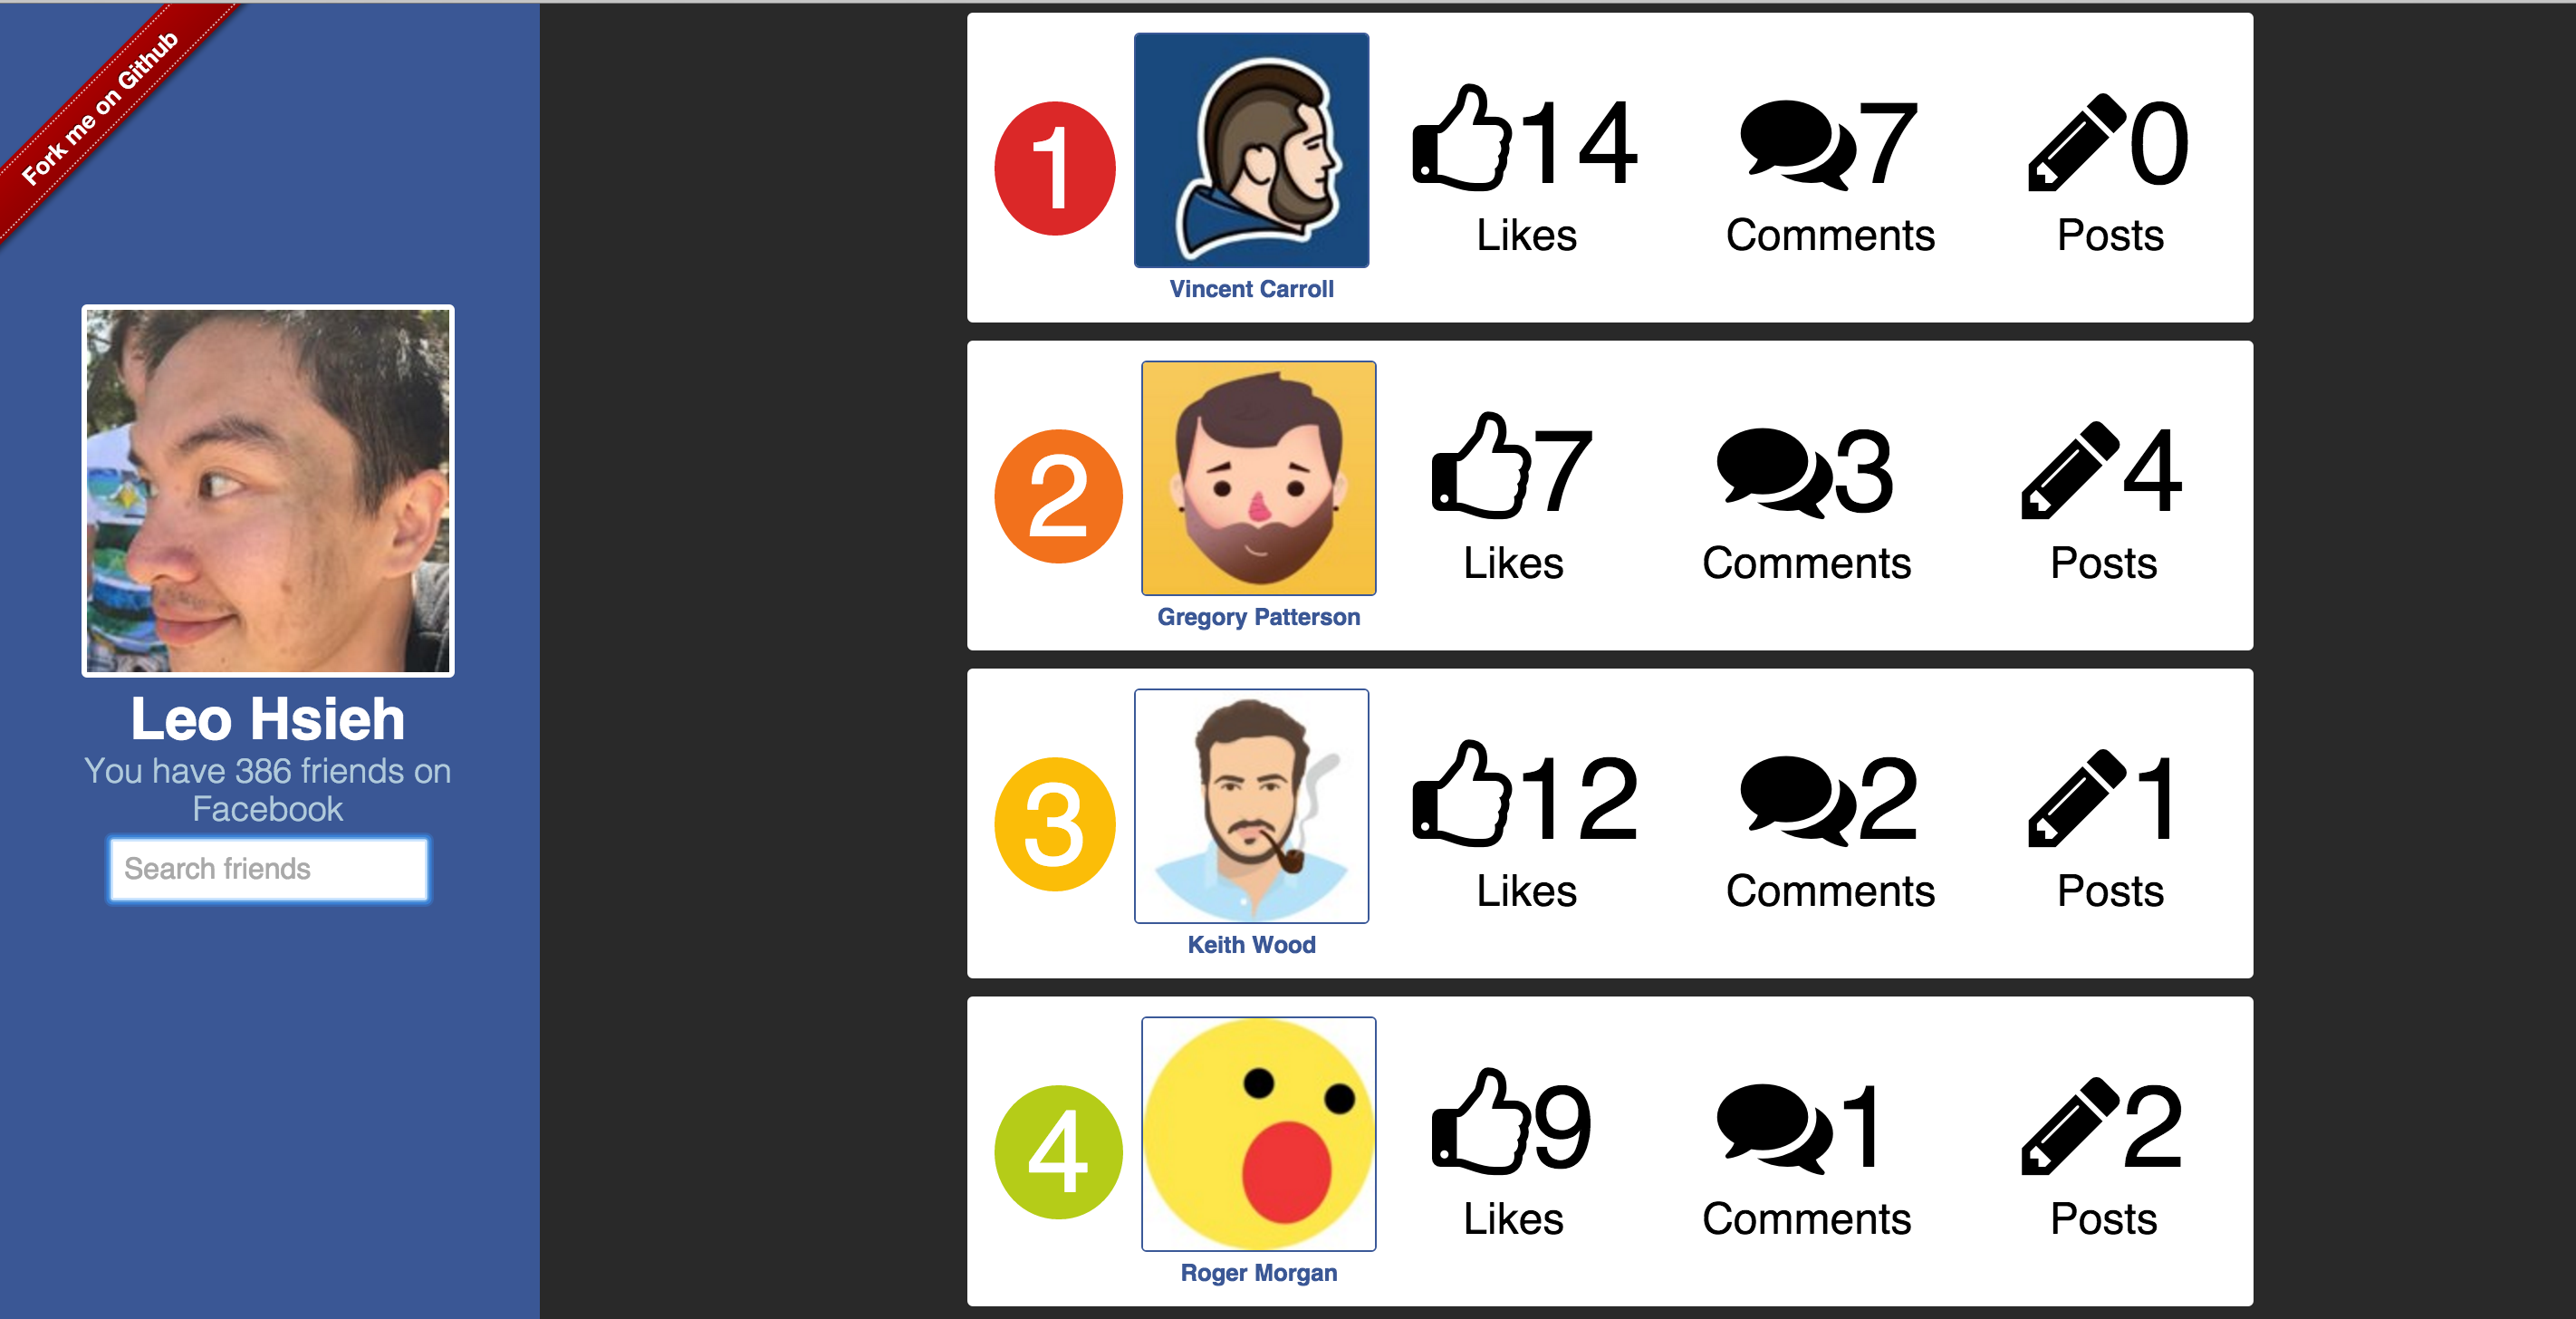 Fork me on Github
Leo Hsieh
You have 386 friends on
Facebook
Search friends
1
14
7
0
Likes
Comments
Posts
Vincent Carroll
2
7
3
4
Likes
Comments
Posts
Gregory Patterson
3
12
2
1
Likes
Comments
Posts
Keith Wood
4
9
1
2
Likes
Comments
Posts
Roger Morgan